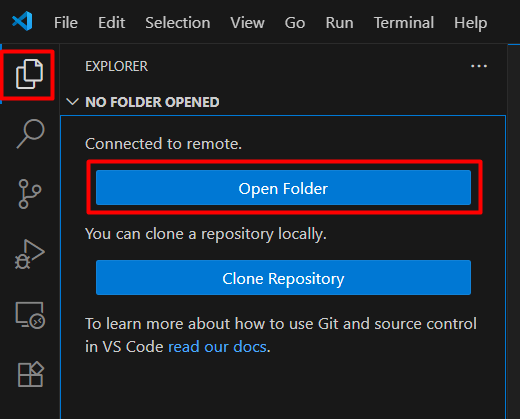 File Edit Selection View Go Run Terminal Help
EXPLORER
NO FOLDER OPENED
Connected to remote.
Open Folder
You can clone a repository locally.
Clone Repository
To learn more about how to use Git and source control
in VS Code read our docs.